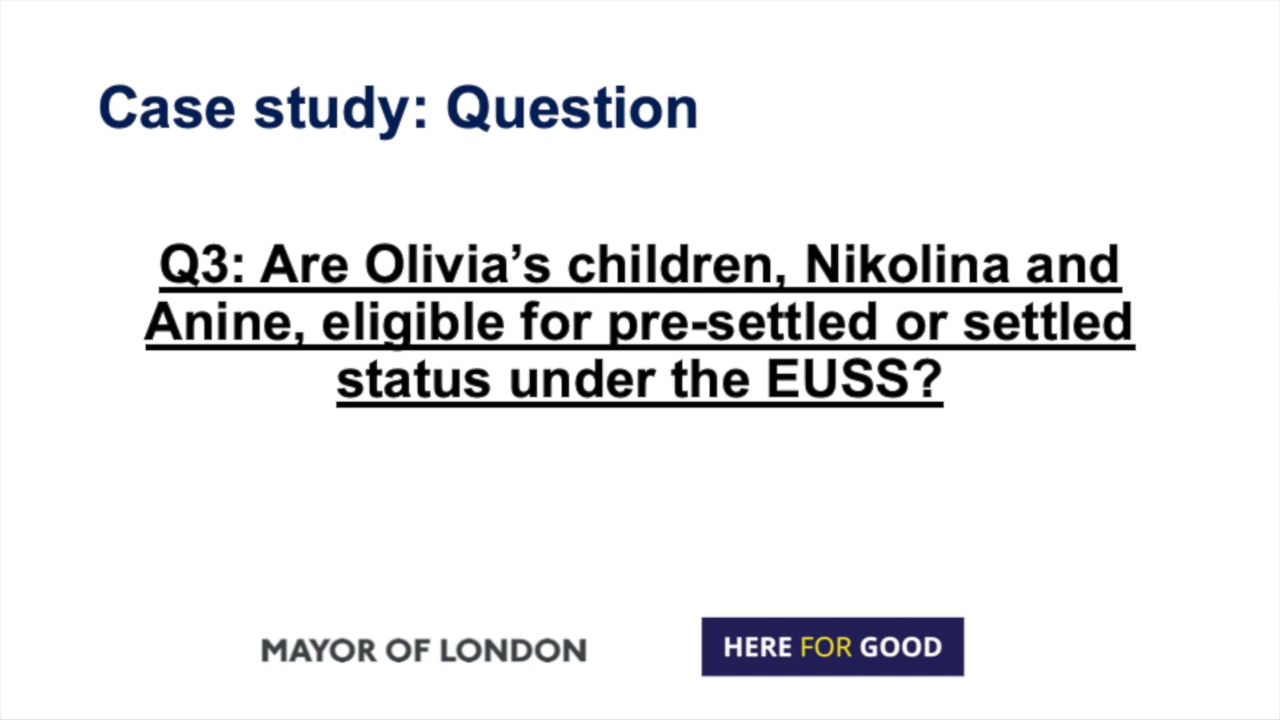 Case study: Question
Q3: Are Olivia’s children, Nikolina and
Anine, eligible for pre-settled or settled
status under the EUSS?
MAYOR OF LONDON
HERE FOR GOOD